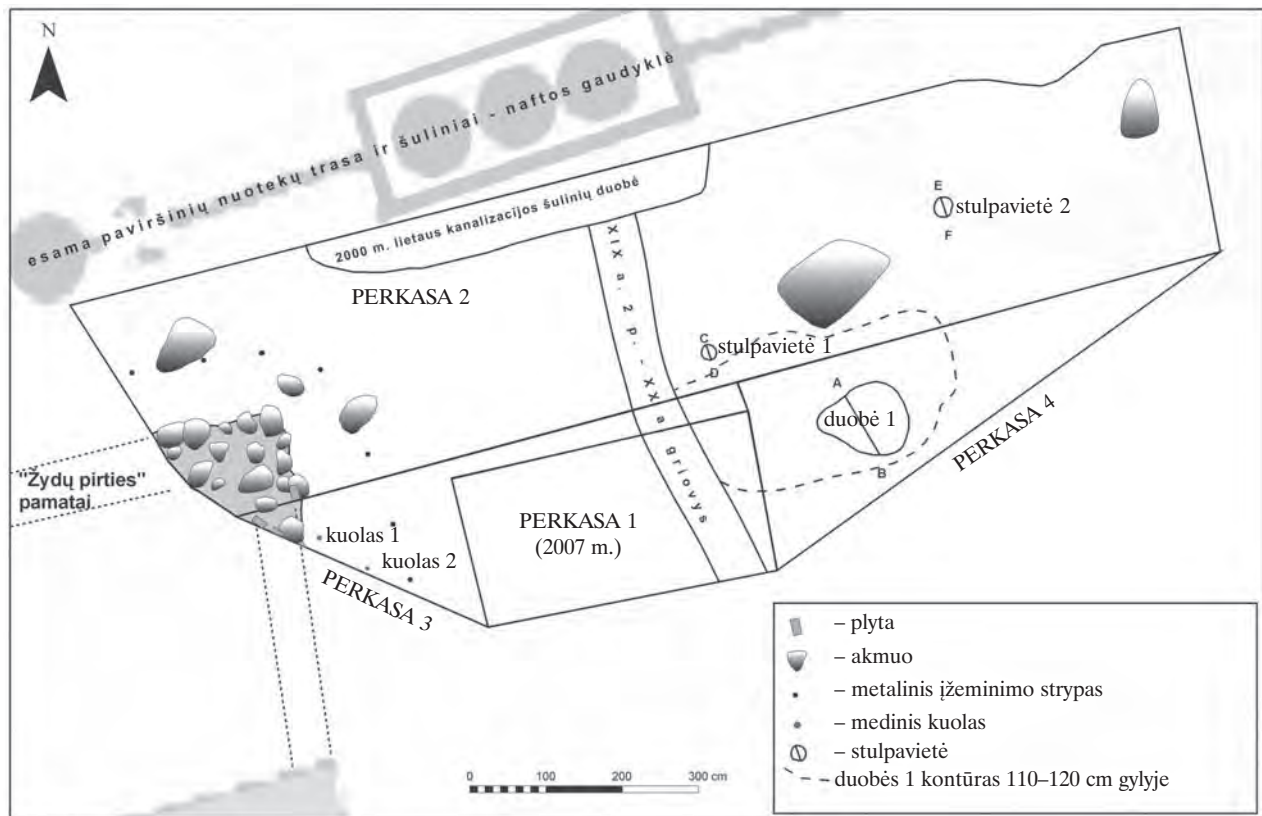 N
esama paviršinių nuotekų trasa ir šuliniai - naftos gaudyklė
2000 m. lietaus kanalizacijos šulinių duobė
PERKASA 2
XIX a. 2 p. - XX a. griovys
E
stulpavietė 2
F
C
stulpavietė 1
D
A
duobė 1
B
PERKASA 4
"Žydų pirties"
pamatai
kuolas 1
kuolas 2
PERKASA 3
PERKASA 1
(2007 m.)
– plyta
– akmuo
– metalinis įžeminimo strypas
– medinis kuolas
– stulpavietė
duobės 1 kontūras 110–120 cm gylyje
0 100 200 300 cm